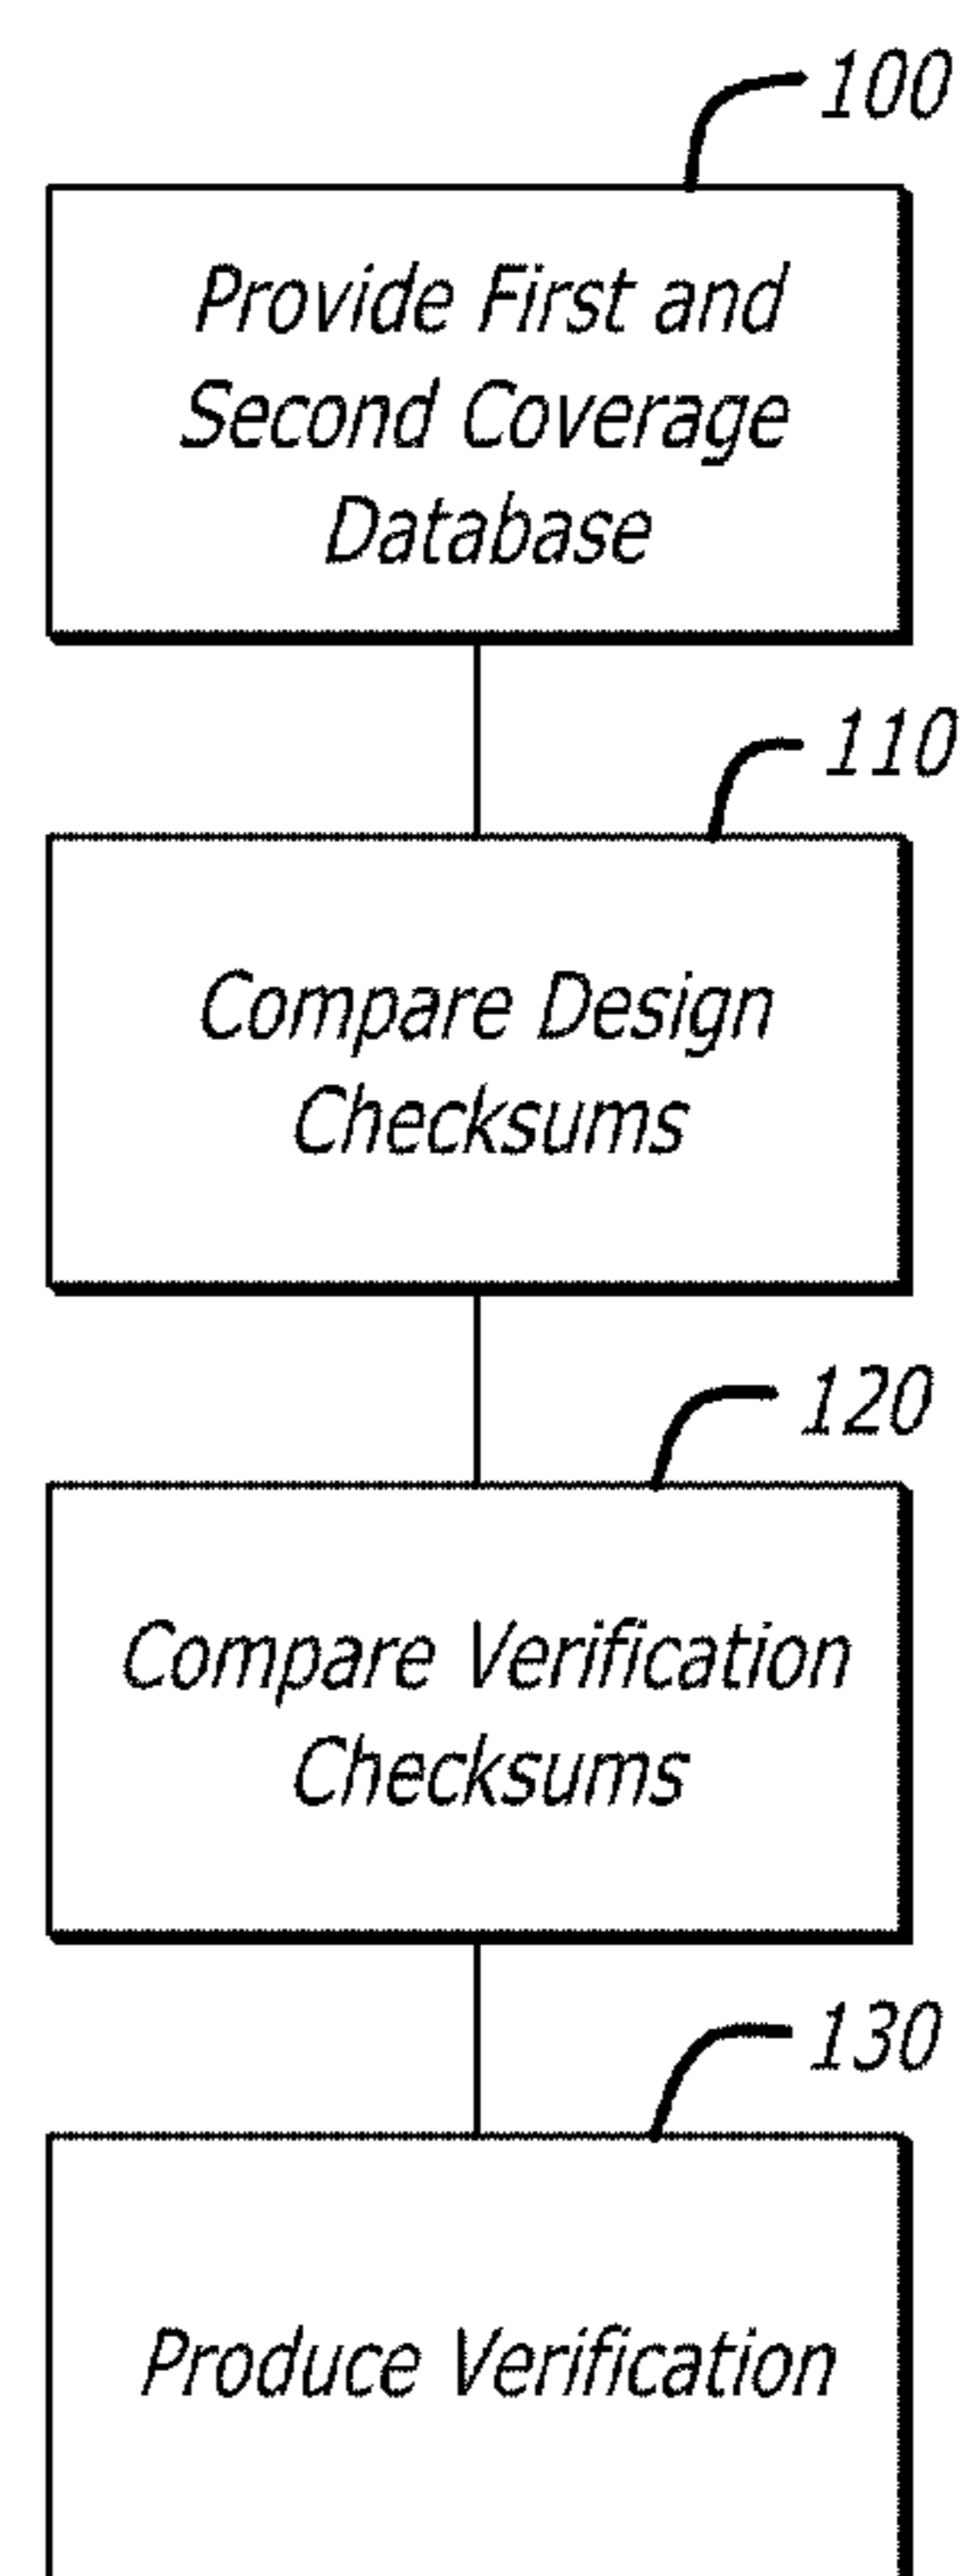 100
Provide First and
Second Coverage
Database
110
Compare Design
Checksums
120
Compare Verification
Checksums
130
Produce Verification